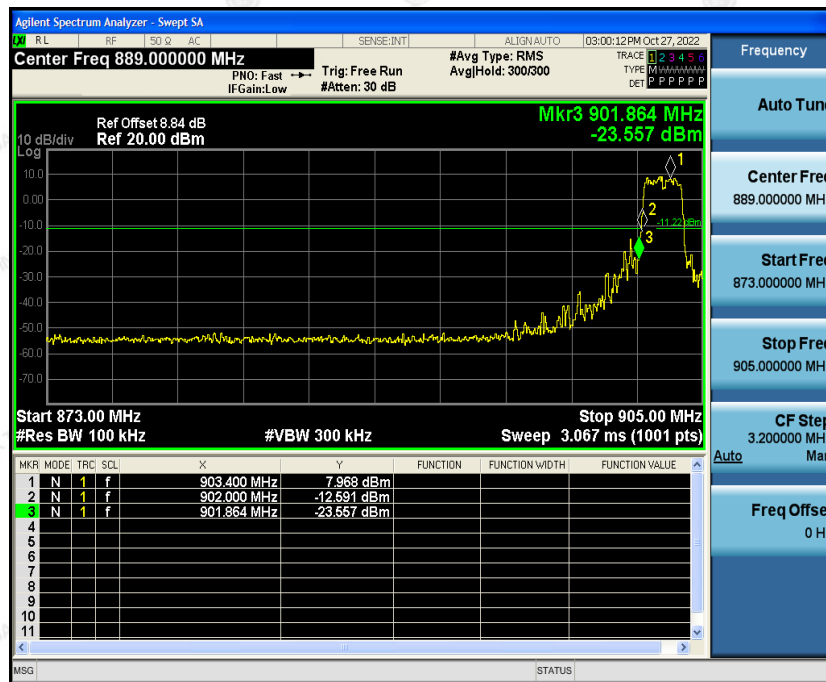 Agilent Spectrum Analyzer - Swept SA
LXI RL RF 50 Ω AC SENSE:INT ALIGN AUTO 03:00:12 PM Oct 27, 2022
Center Freq 889.000000 MHz
PNO: Fast
IFGain:Low
Trig: Free Run
#Atten: 30 dB
#Avg Type: RMS
Avg|Hold: 300/300
TRACE 1 2 3 4 5 6
TYPE M
DET P P P P P P
Frequency
Auto Tune
Center Freq
889.000000 MH
Start Freq
873.000000 MH
Stop Freq
905.000000 MH
CF Step
3.200000 MH
Auto Ma
Freq Offse
0 H
Mkr3 901.864 MHz
-23.557 dBm
Ref Offset 8.84 dB
10 dB/div Ref 20.00 dBm
Log
10.0
0.00
-10.0
-20.0
-30.0
-40.0
-50.0
-60.0
-70.0
1
2
-11.22 dBm
3
Start 873.00 MHz Stop 905.00 MHz
#Res BW 100 kHz #VBW 300 kHz Sweep 3.067 ms (1001 pts)
MKR MODE TRC SCL X Y FUNCTION FUNCTION WIDTH FUNCTION VALUE
1 N 1 f 903.400 MHz 7.968 dBm
2 N 1 f 902.000 MHz -12.591 dBm
3 N 1 f 901.864 MHz -23.557 dBm
4
5
6
7
8
9
10
11
MSG STATUS